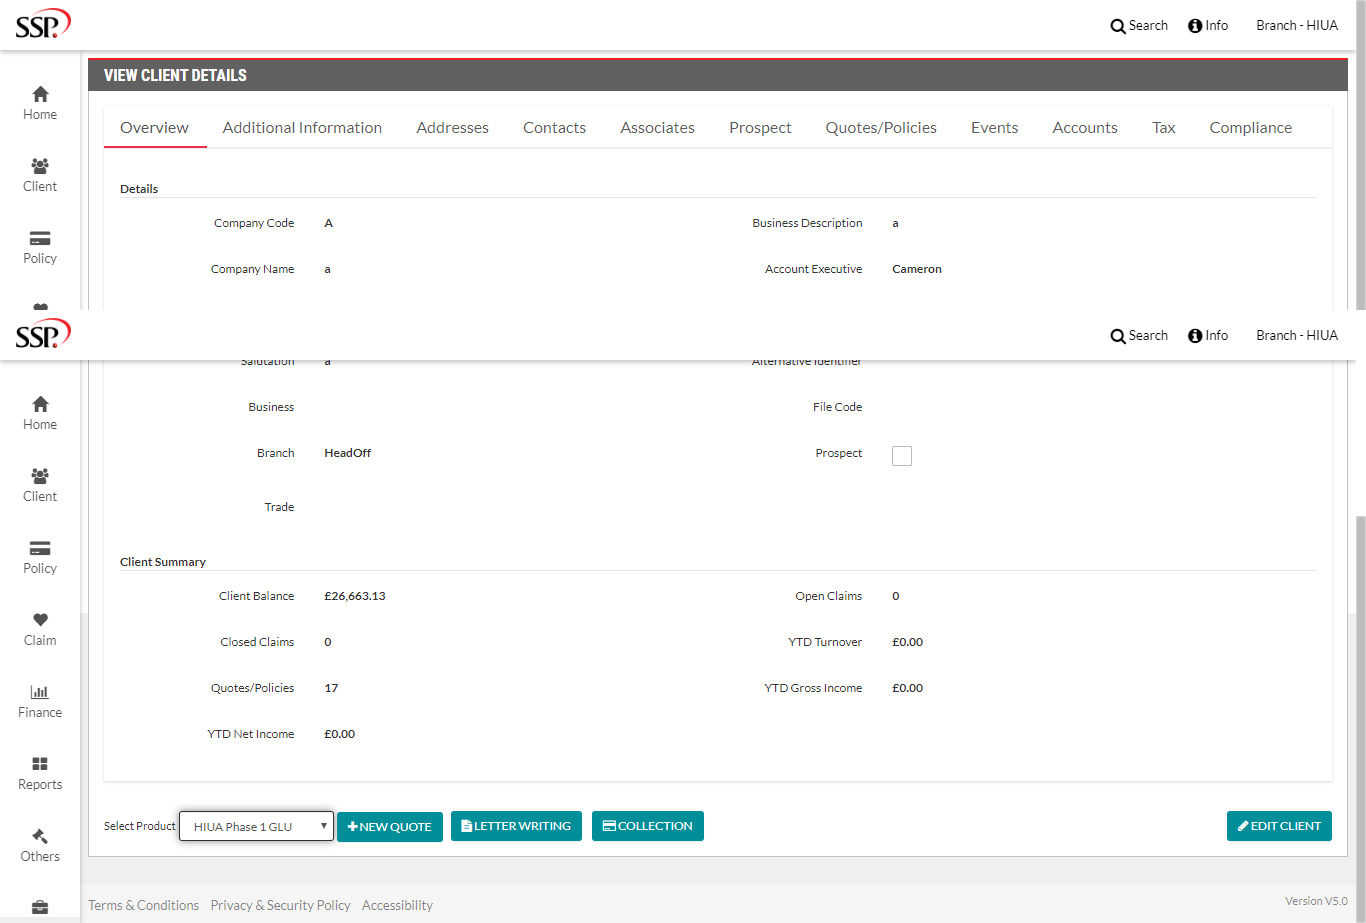 SSP.
Search Info Branch - HIUA
Home
Client
Policy
VIEW CLIENT DETAILS
Overview Additional Information Addresses Contacts Associates Prospect Quotes/Policies Events Accounts Tax Compliance
Details
Company Code A Business Description a
Company Name a Account Executive Cameron
SSP.
Search Info Branch - HIUA
Home
Client
Policy
Claim
Finance
Reports
Others
Salutation a Alternative Identifier
Business File Code
Branch HeadOff Prospect
Trade
Client Summary
Client Balance £26,663.13 Open Claims 0
Closed Claims 0 YTD Turnover £0.00
Quotes/Policies 17 YTD Gross Income £0.00
YTD Net Income £0.00
Select Product HIUA Phase 1 GLU NEW QUOTE LETTER WRITING COLLECTION EDIT CLIENT
Terms & Conditions Privacy & Security Policy Accessibility Version V5.0